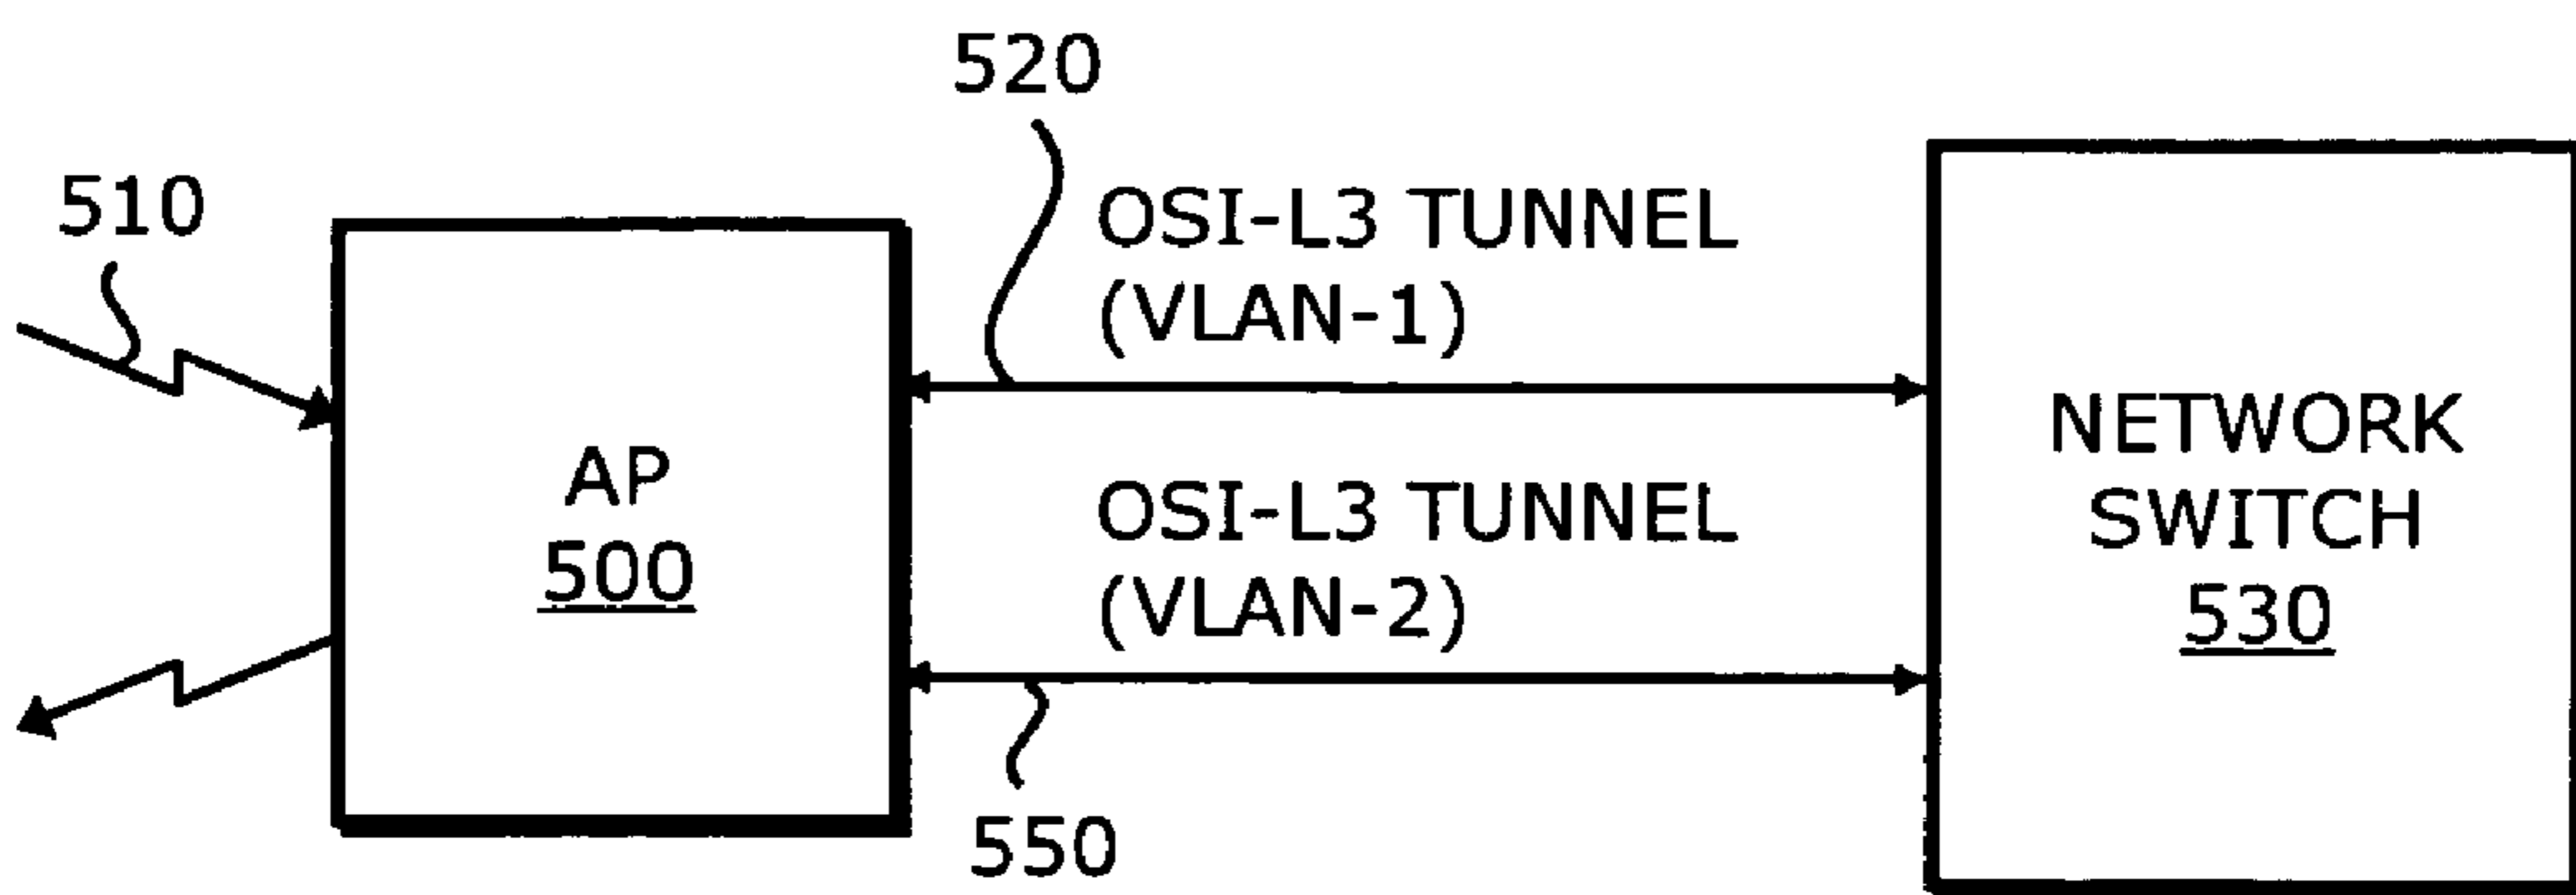 520
510
OSI-L3 TUNNEL
(VLAN-1)
AP
500
OSI-L3 TUNNEL
(VLAN-2)
NETWORK
SWITCH
530
550